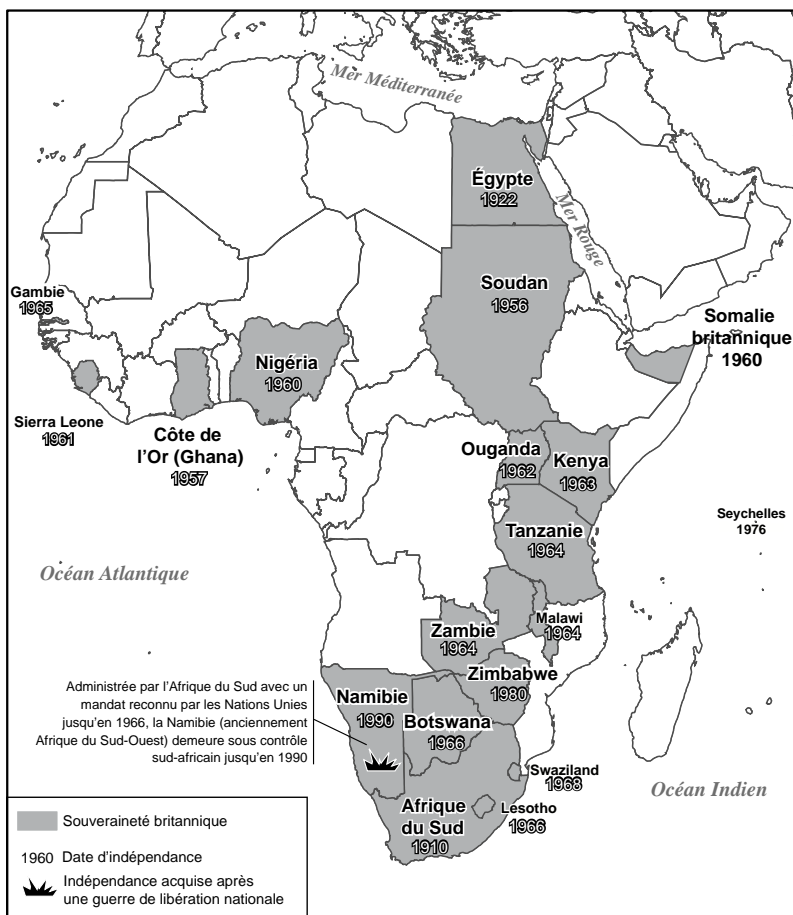 Mer Méditerranée
Égypte
1922
Mer Rouge
Soudan
1956
Gambie
1965
Somalie
britannique
1960
Nigéria
1960
Sierra Leone
1961
Côte de
l'Or (Ghana)
1957
Ouganda
1962
Kenya
1963
Seychelles
1976
Tanzanie
1964
Océan Atlantique
Malawi
1964
Zambie
1964
Zimbabwe
1980
Administrée par l'Afrique du Sud avec un
mandat reconnu par les Nations Unies
jusqu'en 1966, la Namibie (anciennement
Afrique du Sud-Ouest) demeure sous contrôle
sud-africain jusqu'en 1990
Namibie
1990
Botswana
1966
Swaziland
1968
Océan Indien
Lesotho
1966
Afrique
du Sud
1910
Souveraineté britannique
1960 Date d'indépendance
Indépendance acquise après
une guerre de libération nationale